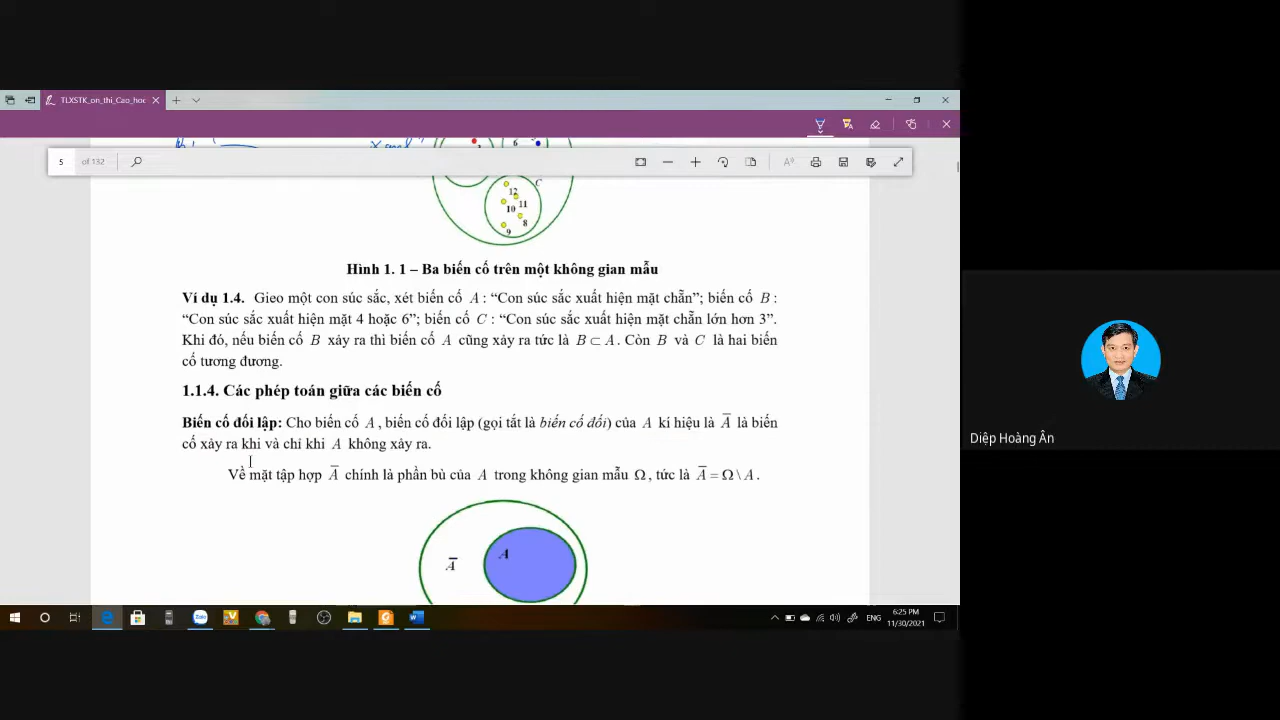 TLXSTK_on_thi_Cao_hoc
5 of 132
6
C
12
11
10
8
9
Hình 1. 1 – Ba biến cố trên một không gian mẫu
Ví dụ 1.4. Gieo một con súc sắc, xét biến cố A : “Con súc sắc xuất hiện mặt chẵn”; biến cố B :
“Con súc sắc xuất hiện mặt 4 hoặc 6”; biến cố C : “Con súc sắc xuất hiện mặt chẵn lớn hơn 3”.
Khi đó, nếu biến cố B xảy ra thì biến cố A cũng xảy ra tức là B ⊂ A. Còn B và C là hai biến
cố tương đương.
1.1.4. Các phép toán giữa các biến cố
Biến cố đối lập: Cho biến cố A, biến cố đối lập (gọi tắt là biến cố đối) của A kí hiệu là A̅ là biến
cố xảy ra khi và chỉ khi A không xảy ra.
Về mặt tập hợp A̅ chính là phần bù của A trong không gian mẫu Ω, tức là A̅ = Ω \ A.
A̅
A
Diệp Hoàng Ân
Zalo
ENG
6:25 PM
11/30/2021